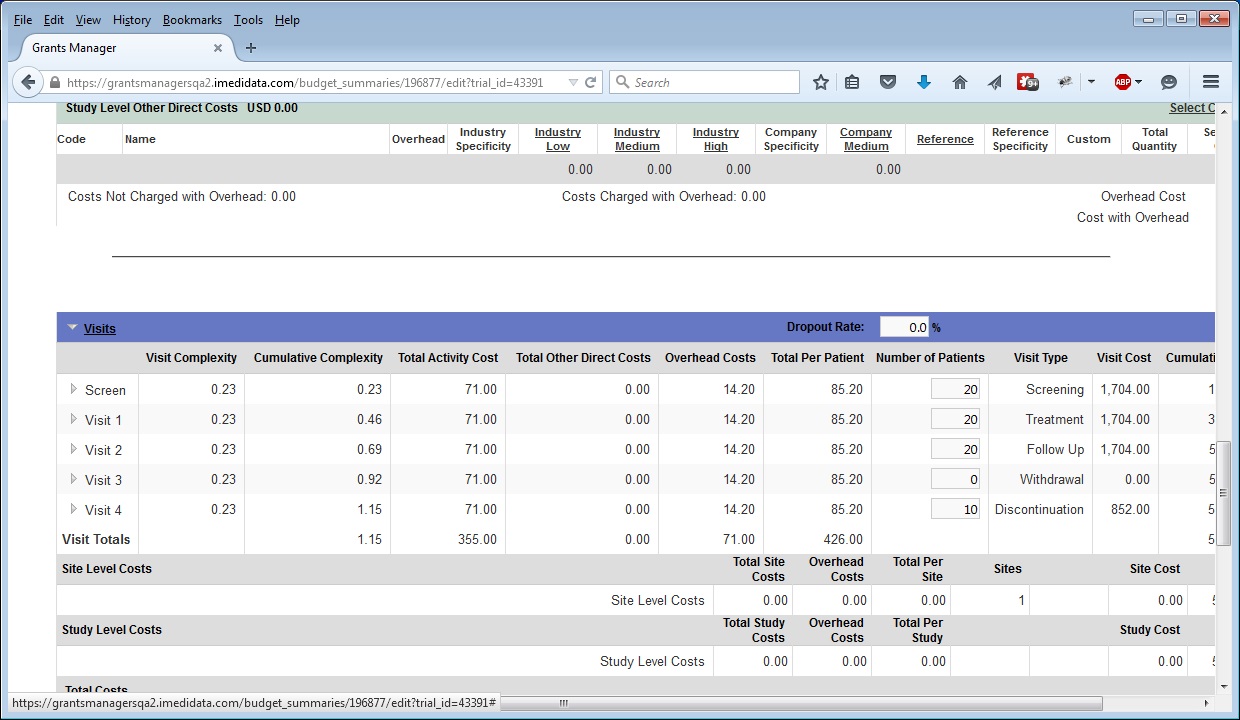 File Edit View History Bookmarks Tools Help
Grants Manager
https://grantsmanagersqa2.imedidata.com/budget_summaries/196877/edit?trial_id=43391 Search 9+ ABP
Study Level Other Direct Costs USD 0.00 Select C
Code Name Overhead Industry Specificity Industry Low Industry Medium Industry High Company Specificity Company Medium Reference Reference Specificity Custom Total Quantity Se
0.00 0.00 0.00 0.00
Costs Not Charged with Overhead: 0.00 Costs Charged with Overhead: 0.00 Overhead Cost
Cost with Overhead
Visits Dropout Rate: 0.0 %
Visit Complexity Cumulative Complexity Total Activity Cost Total Other Direct Costs Overhead Costs Total Per Patient Number of Patients Visit Type Visit Cost Cumulati
Screen 0.23 0.23 71.00 0.00 14.20 85.20 20 Screening 1,704.00 1
Visit 1 0.23 0.46 71.00 0.00 14.20 85.20 20 Treatment 1,704.00 3
Visit 2 0.23 0.69 71.00 0.00 14.20 85.20 20 Follow Up 1,704.00 5
Visit 3 0.23 0.92 71.00 0.00 14.20 85.20 0 Withdrawal 0.00 5
Visit 4 0.23 1.15 71.00 0.00 14.20 85.20 10 Discontinuation 852.00 5
Visit Totals 1.15 355.00 0.00 71.00 426.00 5
Site Level Costs Total Site Costs Overhead Costs Total Per Site Sites Site Cost
Site Level Costs 0.00 0.00 0.00 1 0.00
Study Level Costs Total Study Costs Overhead Costs Total Per Study Study Cost
Study Level Costs 0.00 0.00 0.00 0.00
Total Costs
https://grantsmanagersqa2.imedidata.com/budget_summaries/196877/edit?trial_id=43391#